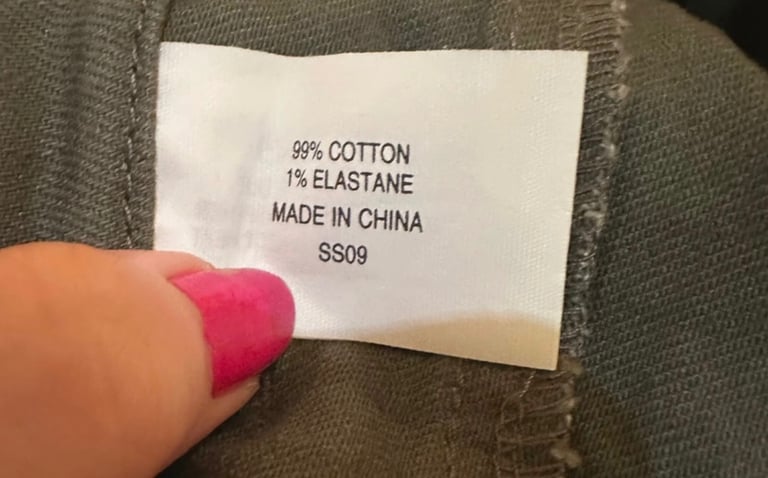 99% COTTON
1% ELASTANE
MADE IN CHINA
SS09